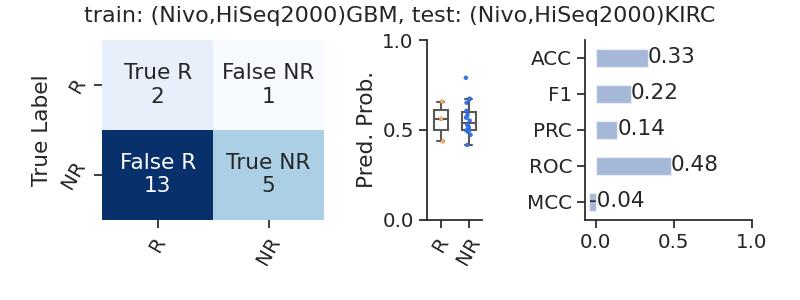 train: (Nivo,HiSeq2000)GBM, test: (Nivo,HiSeq2000)KIRC
True Label
R
NR
True R
2
False NR
1
False R
13
True NR
5
R
NR
Pred. Prob.
1.0
0.5
0.0
R
NR
ACC
0.33
F1
0.22
PRC
0.14
ROC
0.48
MCC
-0.04
0.0
0.5
1.0